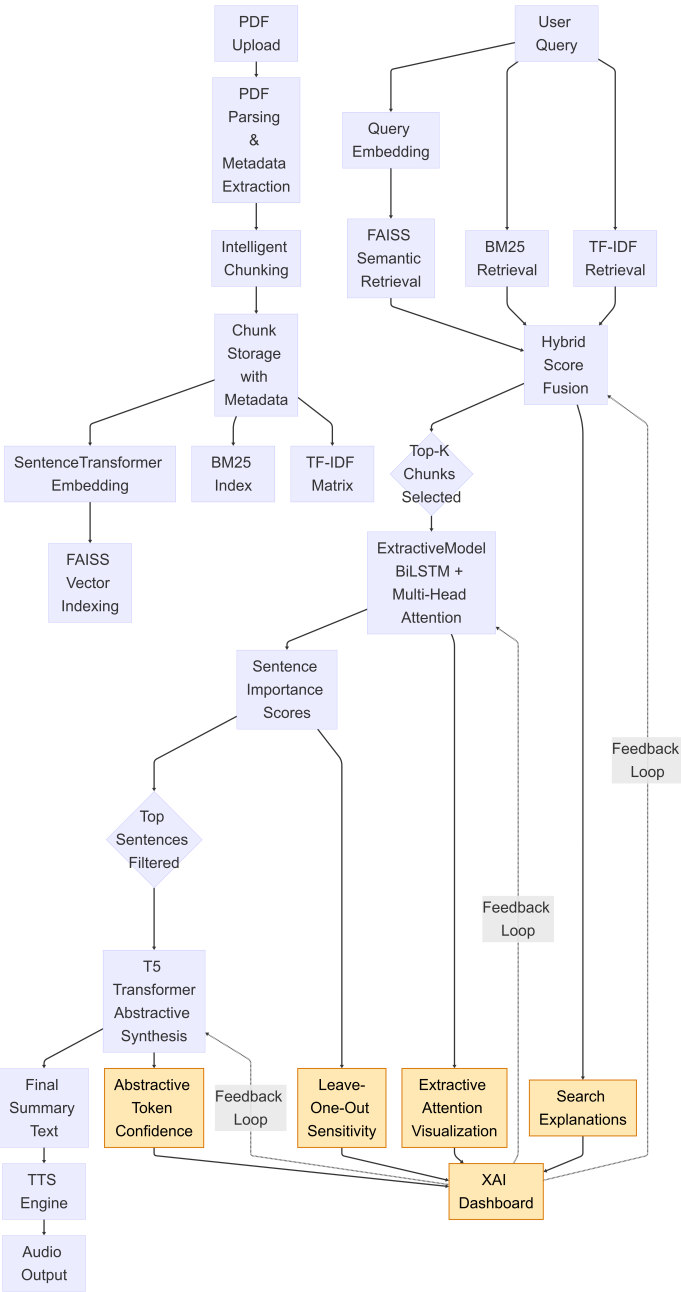 PDF
Upload
User
Query
PDF
Parsing
&
Metadata
Extraction
Query
Embedding
Intelligent
Chunking
FAISS
Semantic
Retrieval
BM25
Retrieval
TF-IDF
Retrieval
Chunk
Storage
with
Metadata
Hybrid
Score
Fusion
SentenceTransformer
Embedding
BM25
Index
TF-IDF
Matrix
Top-K
Chunks
Selected
FAISS
Vector
Indexing
ExtractiveModel
BiLSTM +
Multi-Head
Attention
Sentence
Importance
Scores
Feedback
Loop
Top
Sentences
Filtered
Feedback
Loop
T5
Transformer
Abstractive
Synthesis
Final
Summary
Text
Abstractive
Token
Confidence
Feedback
Loop
Leave-
One-Out
Sensitivity
Extractive
Attention
Visualization
Search
Explanations
TTS
Engine
XAI
Dashboard
Audio
Output